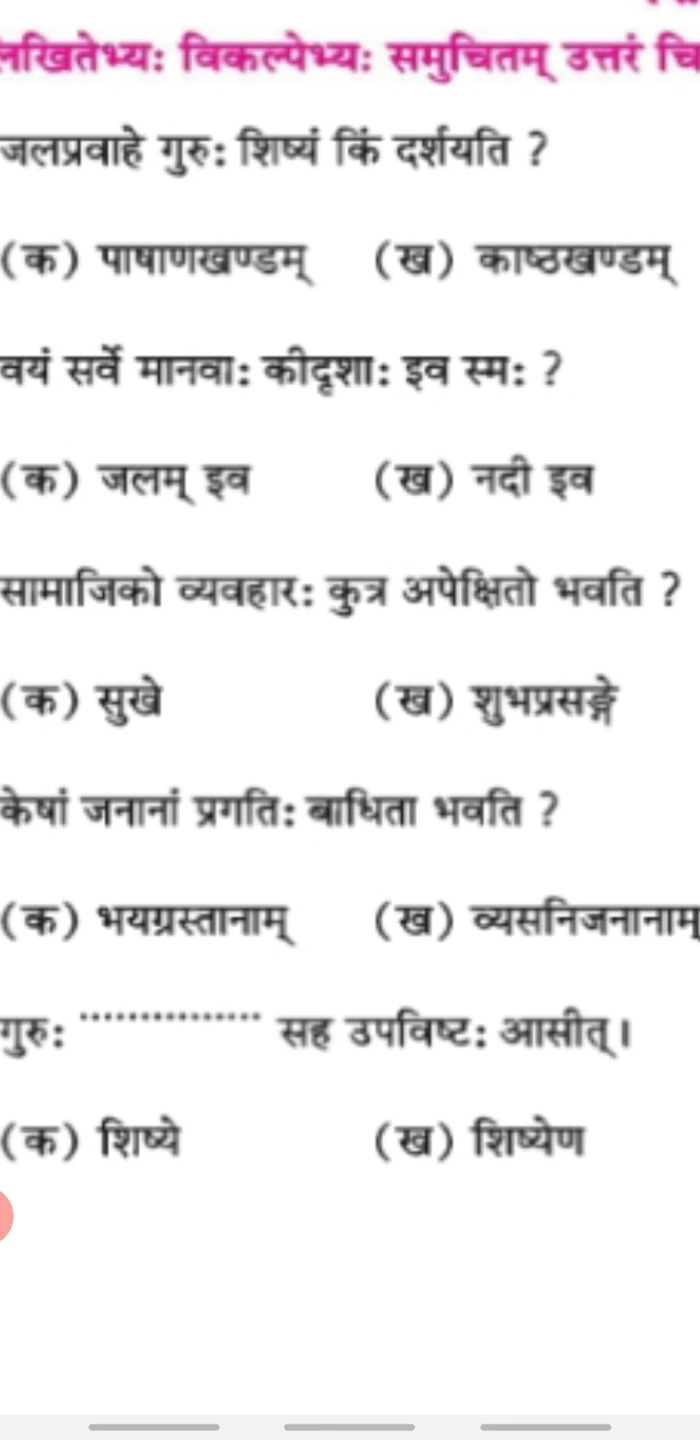 लिखितेभ्यः विकल्पेभ्यः समुचितम् उत्तरं चि
जलप्रवाहे गुरुः शिष्यं किं दर्शयति ?
(क) पाषाणखण्डम् (ख) काष्ठखण्डम्
वयं सर्वे मानवाः कीदृशाः इव स्मः ?
(क) जलम् इव (ख) नदी इव
सामाजिको व्यवहारः कुत्र अपेक्षितो भवति ?
(क) सुखे (ख) शुभप्रसङ्गे
केषां जनानां प्रगतिः बाधिता भवति ?
(क) भयग्रस्तानाम् (ख) व्यसनिजनानाम्
गुरुः ............... सह उपविष्टः आसीत्।
(क) शिष्ये (ख) शिष्येण